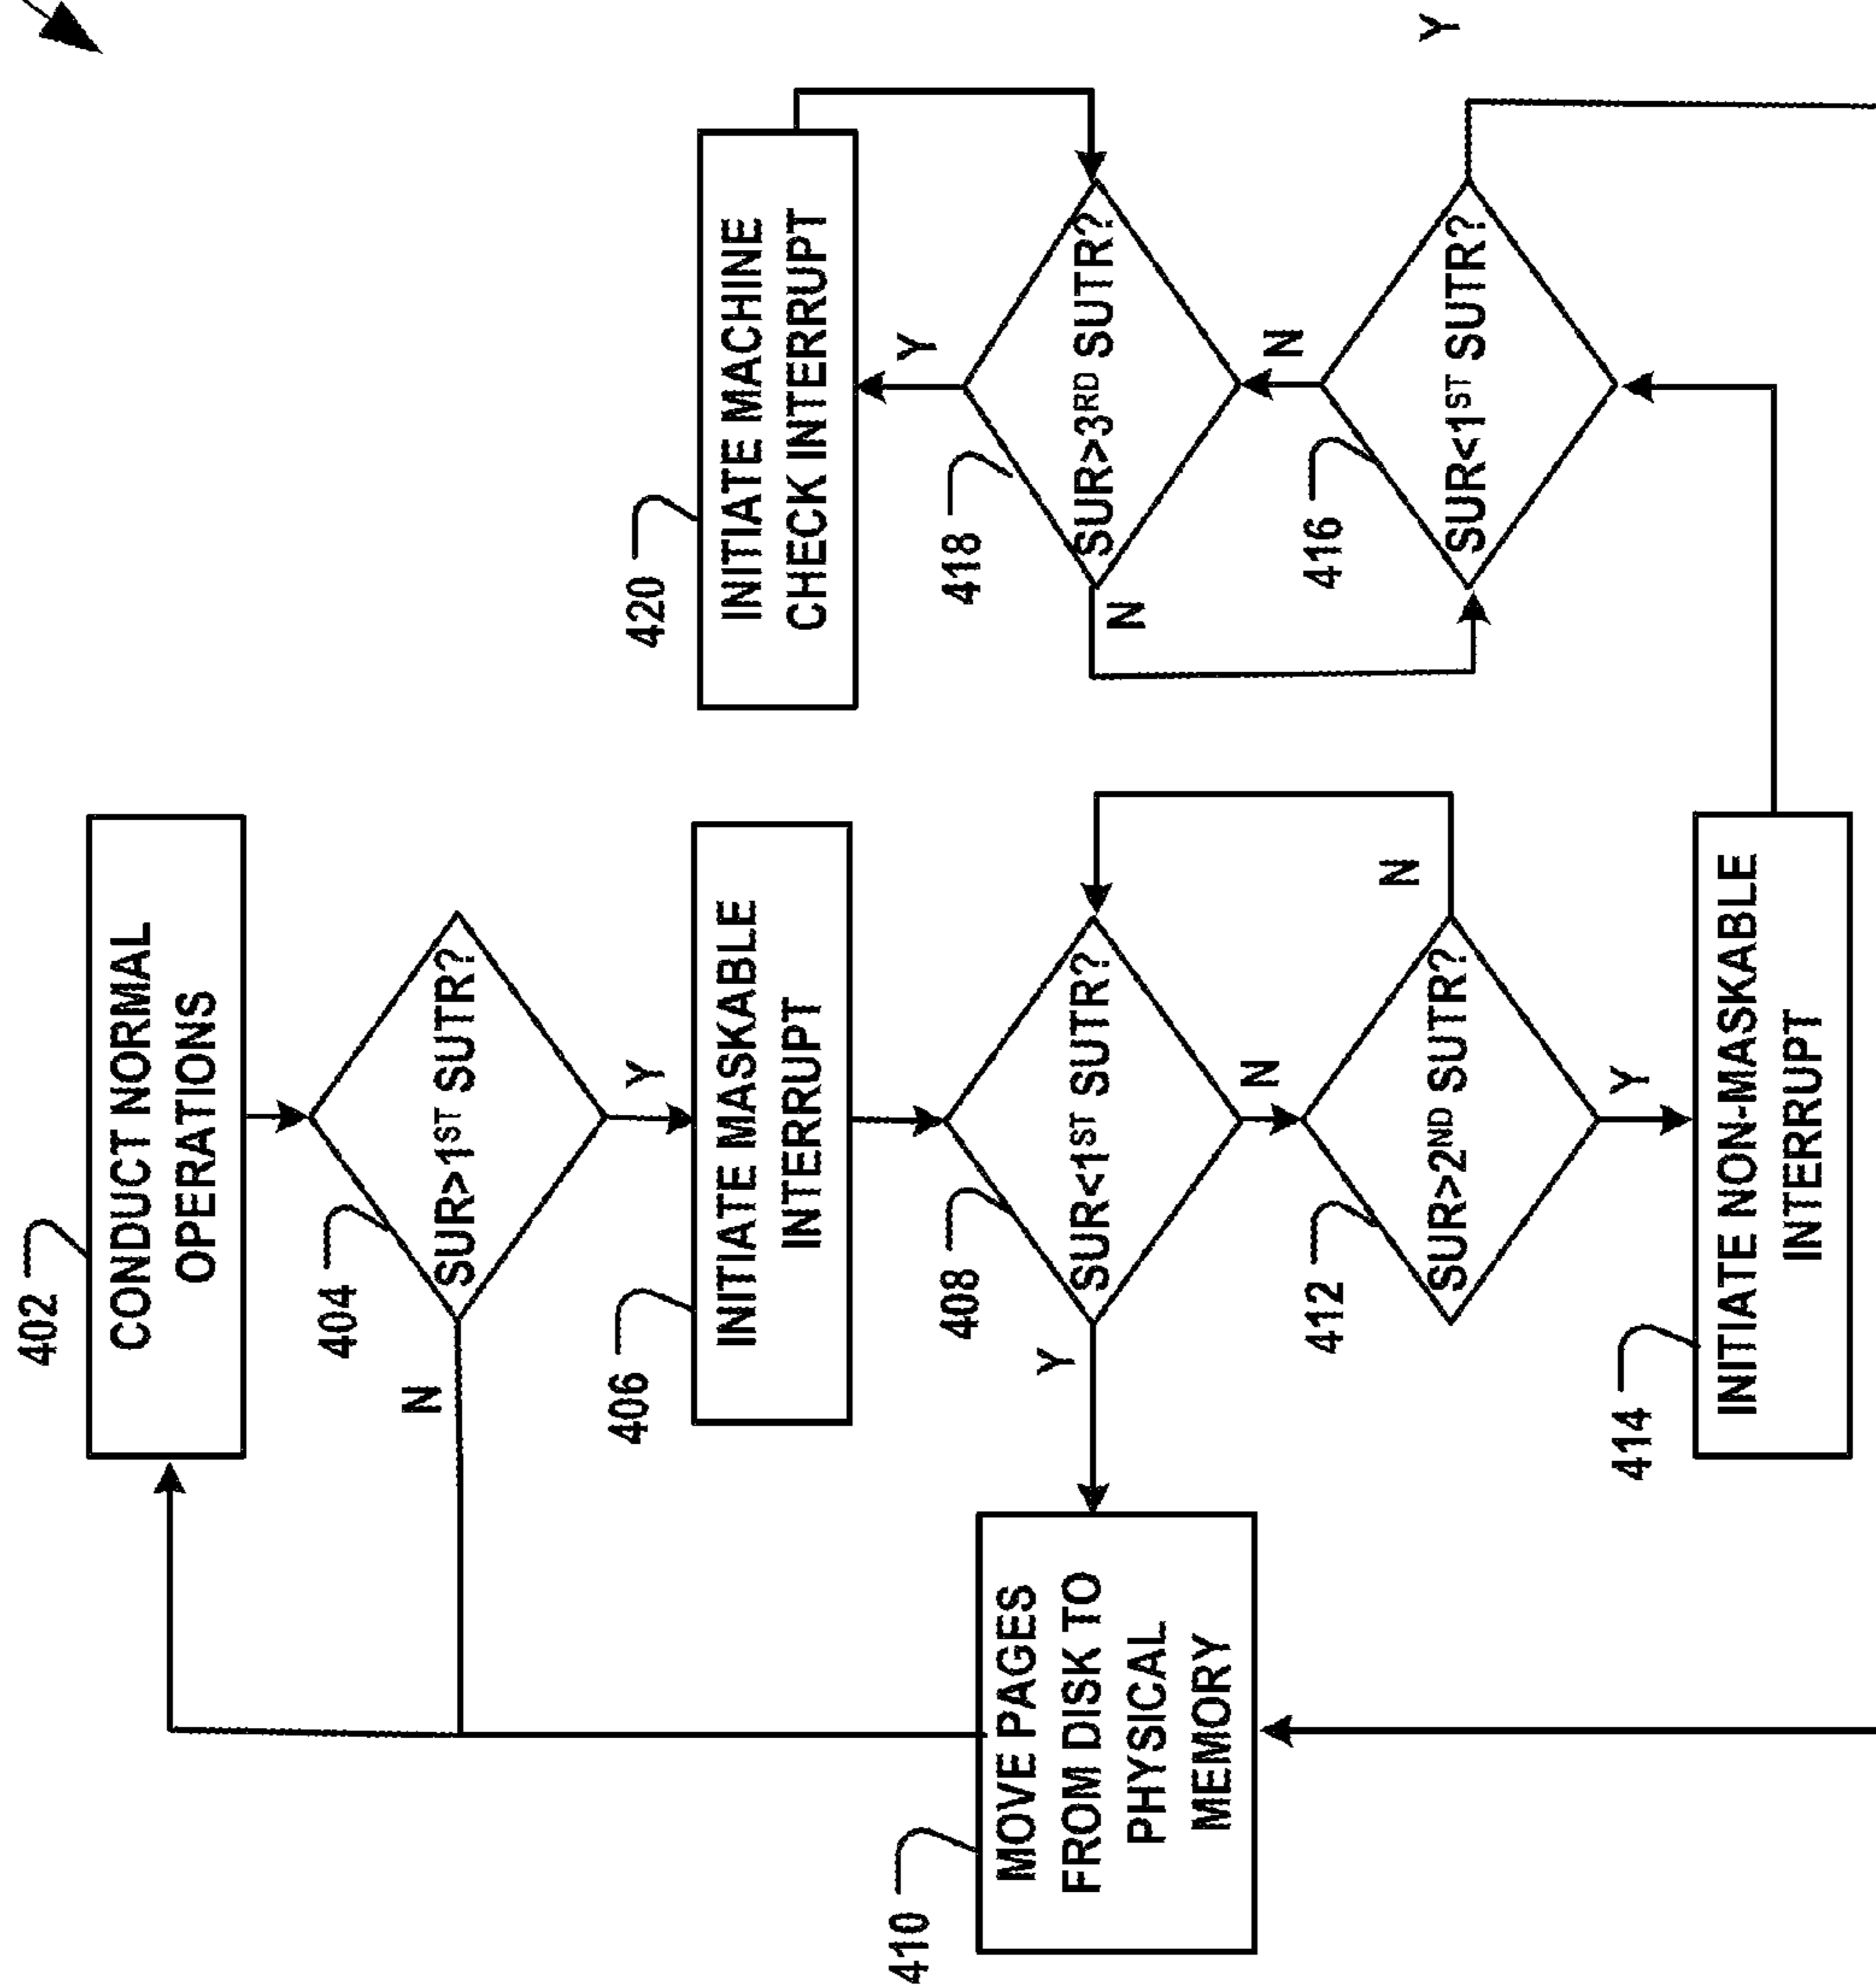 402
CONDUCT NORMAL
OPERATIONS
404
SUR>1ST SUTR?
N
Y
406
INITIATE MASKABLE
INTERRUPT
408
SUR<1ST SUTR?
Y
N
410
MOVE PAGES
FROM DISK TO
PHYSICAL
MEMORY
412
SUR>2ND SUTR?
N
Y
414
INITIATE NON-MASKABLE
INTERRUPT
420
INITIATE MACHINE
CHECK INTERRUPT
Y
418
SUR>3RD SUTR?
N
N
416
SUR<1ST SUTR?
Y